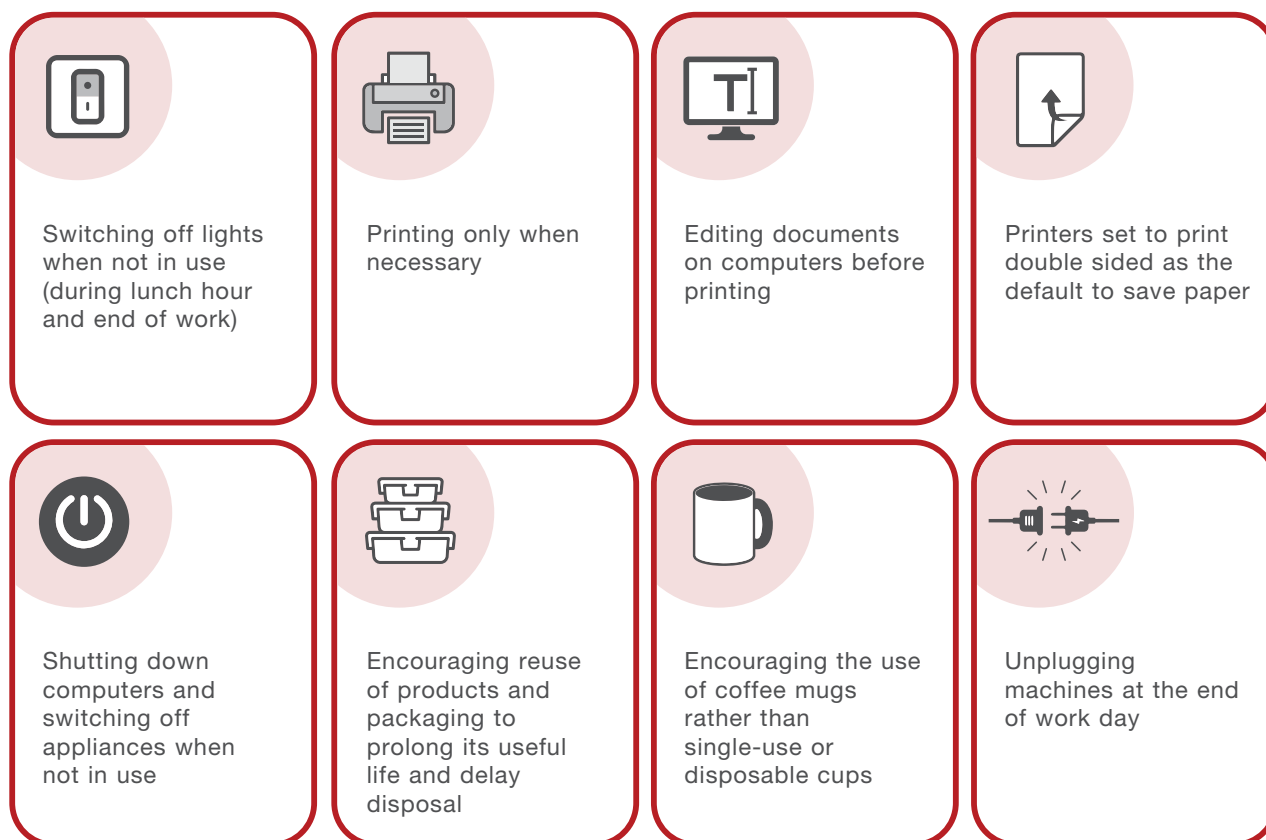 Switching off lights
when not in use
(during lunch hour
and end of work)
Printing only when
necessary
Editing documents
on computers before
printing
Printers set to print
double sided as the
default to save paper
Shutting down
computers and
switching off
appliances when
not in use
Encouraging reuse
of products and
packaging to
prolong its useful
life and delay
disposal
Encouraging the use
of coffee mugs
rather than
single-use or
disposable cups
Unplugging
machines at the end
of work day